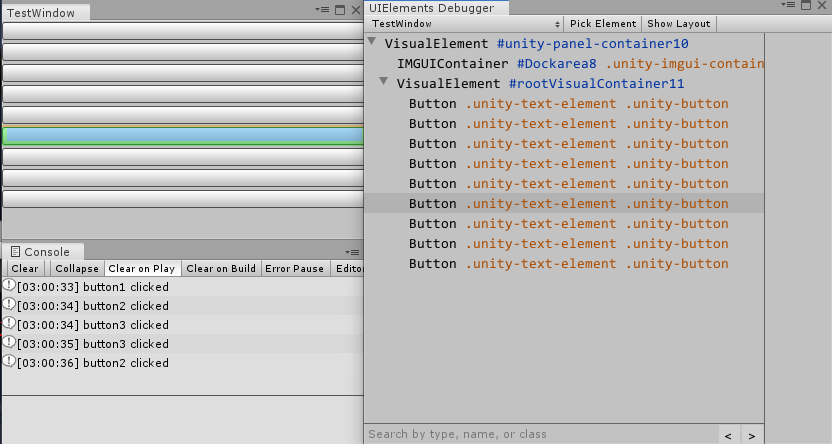 TestWindow
Console
Clear Collapse Clear on Play Clear on Build Error Pause Editor
[03:00:33] button1 clicked
[03:00:34] button2 clicked
[03:00:34] button3 clicked
[03:00:35] button3 clicked
[03:00:36] button2 clicked
UIElements Debugger
TestWindow Pick Element Show Layout
VisualElement #unity-panel-container10
IMGUIContainer #Dockarea8 .unity-imgui-contain
VisualElement #rootVisualContainer11
Button .unity-text-element .unity-button
Button .unity-text-element .unity-button
Button .unity-text-element .unity-button
Button .unity-text-element .unity-button
Button .unity-text-element .unity-button
Button .unity-text-element .unity-button
Button .unity-text-element .unity-button
Button .unity-text-element .unity-button
Button .unity-text-element .unity-button
Search by type, name, or class < >